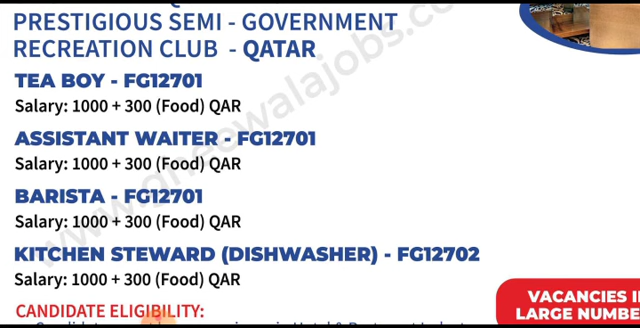 PRESTIGIOUS SEMI - GOVERNMENT
RECREATION CLUB - QATAR
TEA BOY - FG12701
Salary: 1000 + 300 (Food) QAR
ASSISTANT WAITER - FG12701
Salary: 1000 + 300 (Food) QAR
BARISTA - FG12701
Salary: 1000 + 300 (Food) QAR
KITCHEN STEWARD (DISHWASHER) - FG12702
Salary: 1000 + 300 (Food) QAR
CANDIDATE ELIGIBILITY:
VACANCIES
LARGE